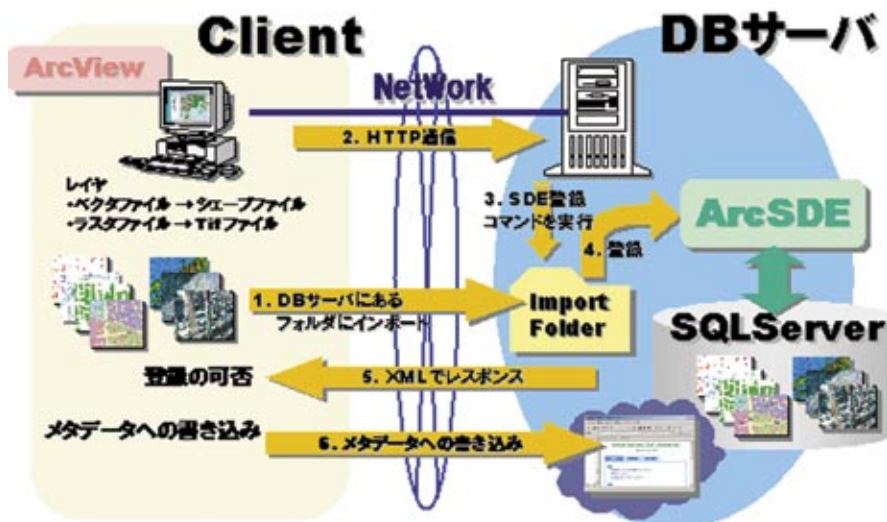 Client
DBサーバ
ArcView
NetWork
2. HTTP通信
レイヤ
・ベクタファイル → シェープファイル
・ラスタファイル → Tifファイル
3. SDE登録
コマンドを実行
4. 登録
ArcSDE
1. DBサーバにある
フォルダにインポート
Import
Folder
SQLServer
登録の可否
5. XMLでレスポンス
メタデータへの書き込み
6. メタデータへの書き込み